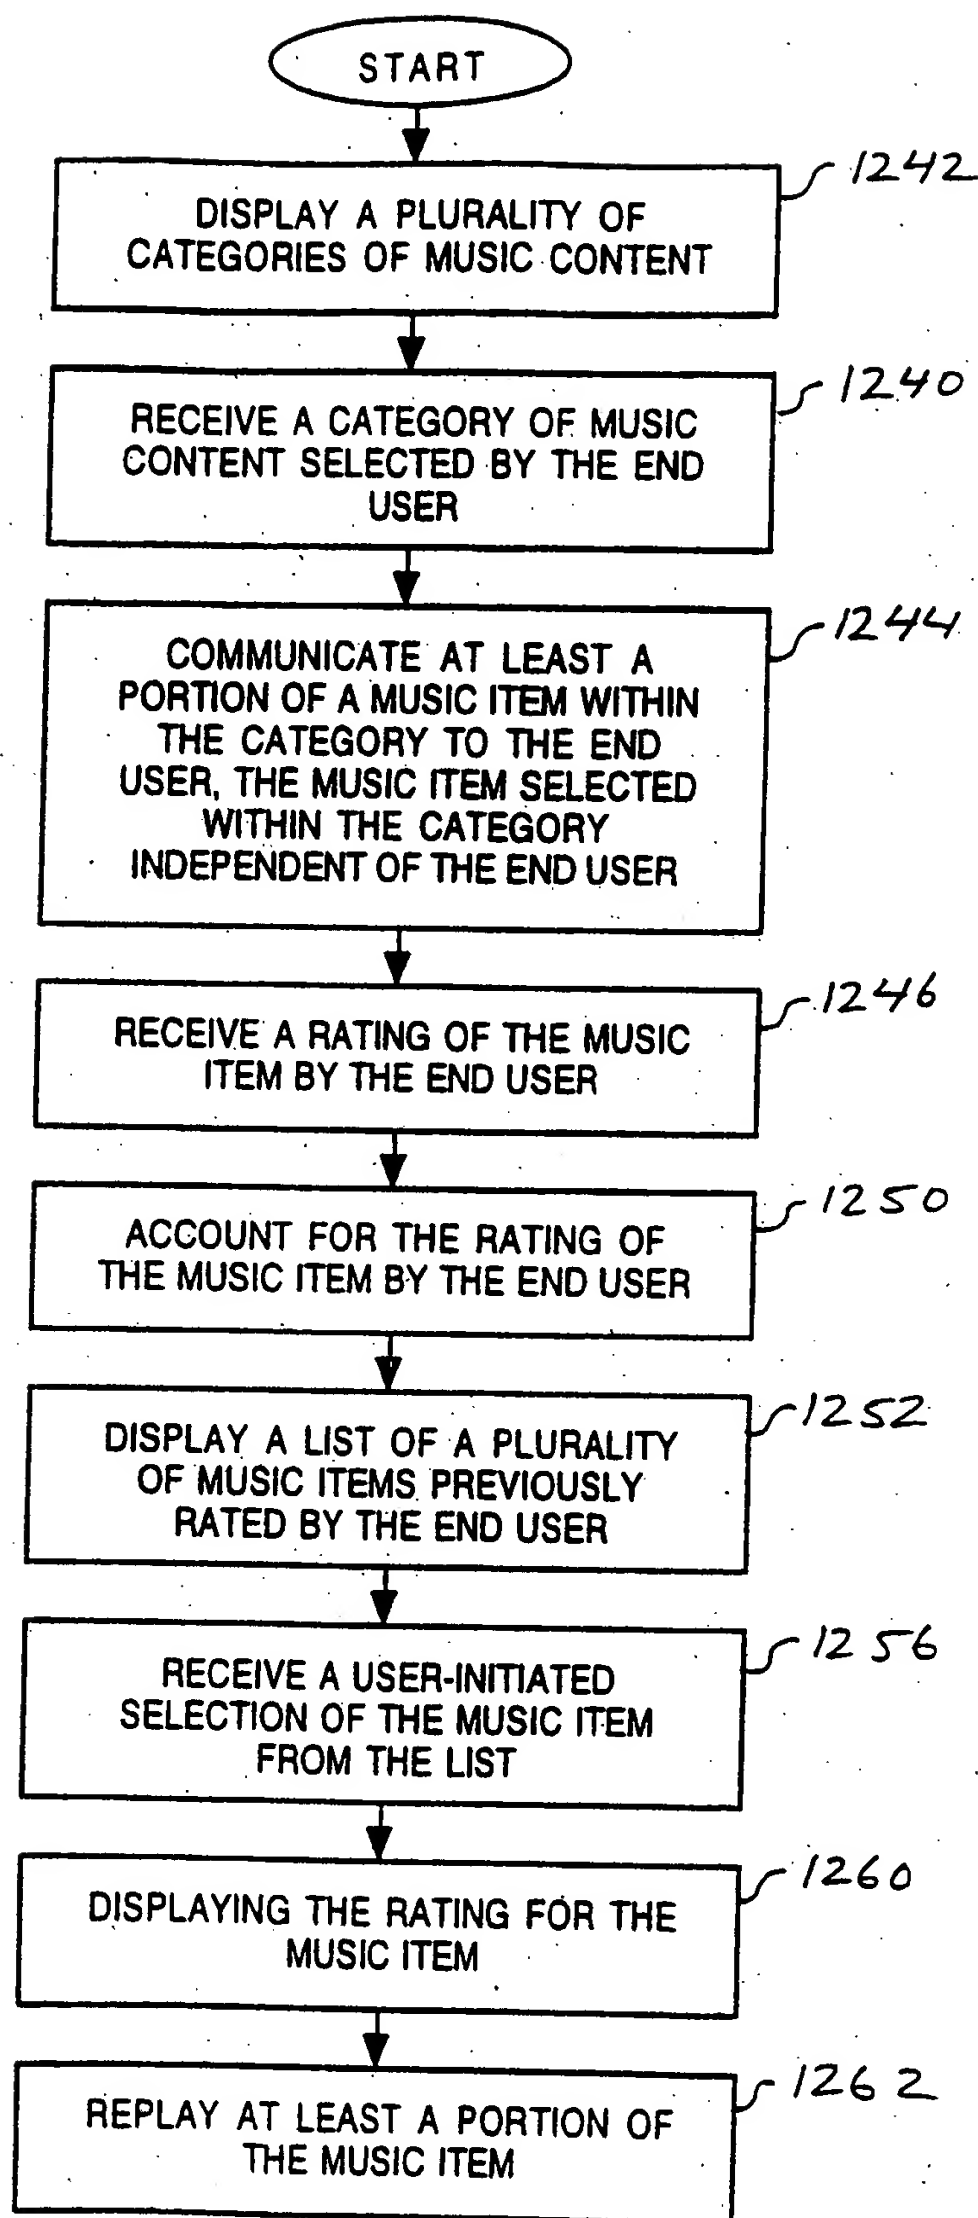 START
1242
DISPLAY A PLURALITY OF
CATEGORIES OF MUSIC CONTENT
1240
RECEIVE A CATEGORY OF MUSIC
CONTENT SELECTED BY THE END
USER
1244
COMMUNICATE AT LEAST A
PORTION OF A MUSIC ITEM WITHIN
THE CATEGORY TO THE END
USER, THE MUSIC ITEM SELECTED
WITHIN THE CATEGORY
INDEPENDENT OF THE END USER
1246
RECEIVE A RATING OF THE MUSIC
ITEM BY THE END USER
1250
ACCOUNT FOR THE RATING OF
THE MUSIC ITEM BY THE END USER
1252
DISPLAY A LIST OF A PLURALITY
OF MUSIC ITEMS PREVIOUSLY
RATED BY THE END USER
1256
RECEIVE A USER-INITIATED
SELECTION OF THE MUSIC ITEM
FROM THE LIST
1260
DISPLAYING THE RATING FOR THE
MUSIC ITEM
1262
REPLAY AT LEAST A PORTION OF
THE MUSIC ITEM